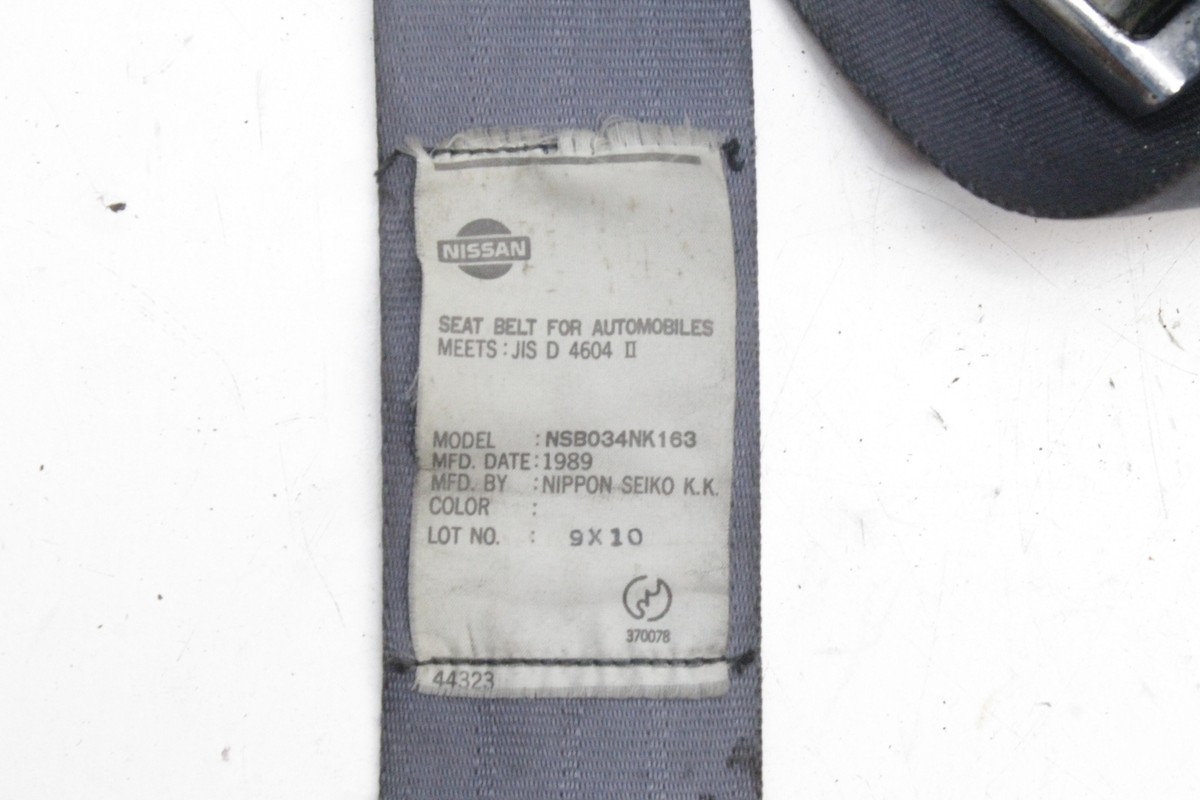 NISSAN
SEAT BELT FOR AUTOMOBILES
MEETS : JIS D 4604 II
MODEL : NSB034NK163
MFD. DATE : 1989
MFD. BY : NIPPON SEIKO K.K.
COLOR :
LOT NO. : 9X10
370078
44323